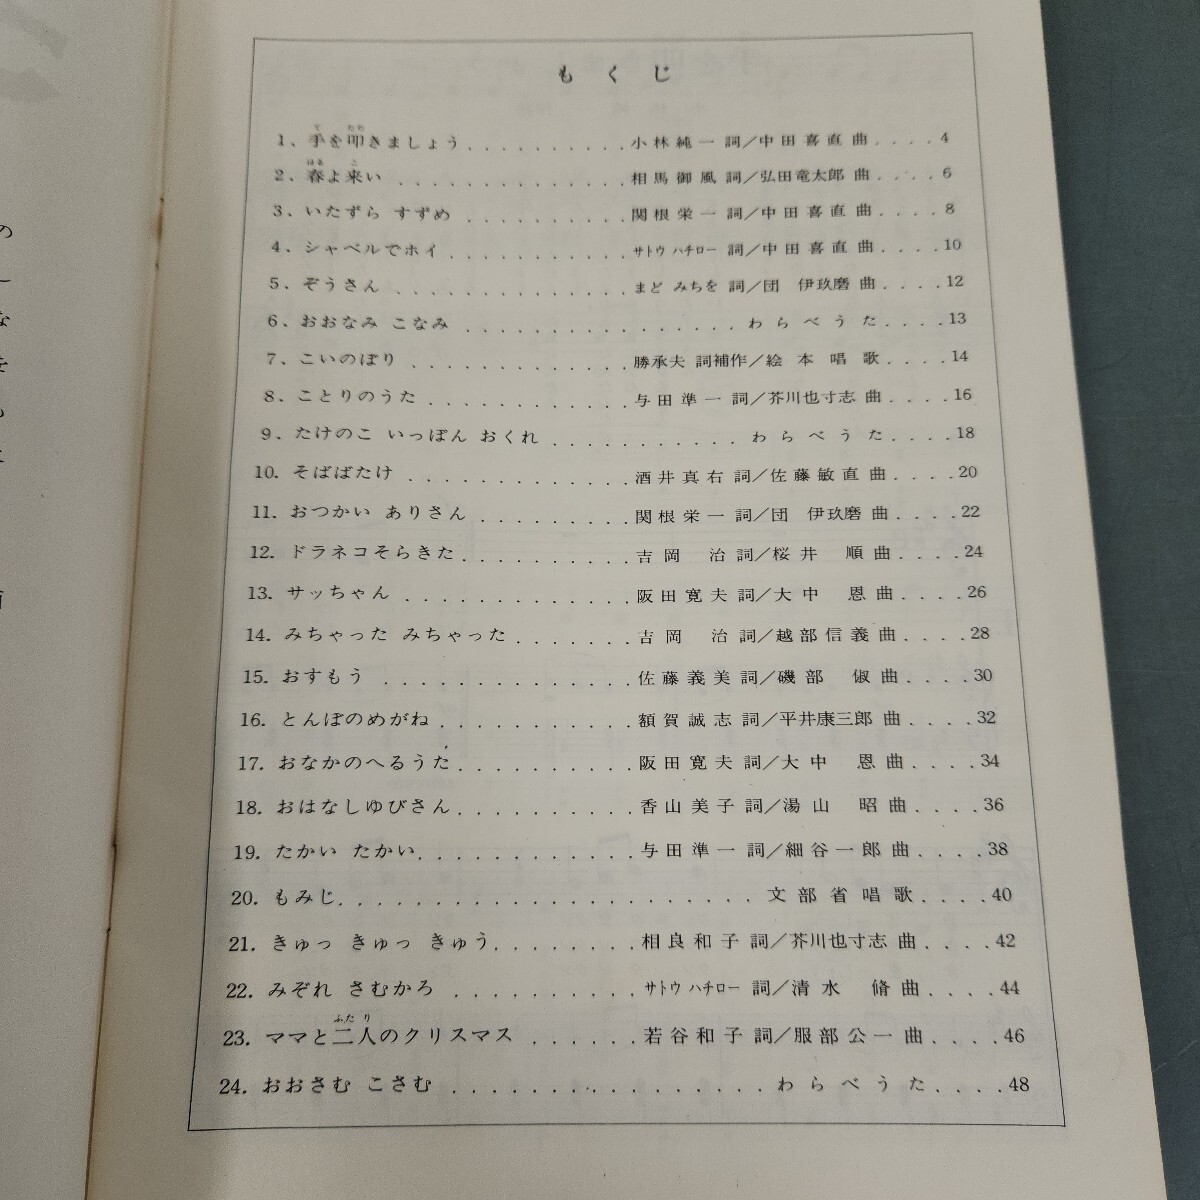 もくじ
1、手を叩きましょう..........小林純一 詞／中田喜直 曲....4
2、春よ来い.............相馬御風 詞／弘田竜太郎 曲....6
3、いたずら すずめ.........関根栄一 詞／中田喜直 曲....8
4、シャベルでホイ..........サトウ ハチロー 詞／中田喜直 曲....10
5、ぞうさん.............まど みちを 詞／団 伊玖磨 曲....12
6、おおなみ こなみ................わらべうた....13
7、こいのぼり............勝承夫 詞補作／絵本唱歌....14
8、ことりのうた...........与田準一 詞／芥川也寸志 曲....16
9、たけのこ いっぽん おくれ...........わらべうた....18
10. そばばたけ............酒井真右 詞／佐藤敏直 曲....20
11. おつかい ありさん.........関根栄一 詞／団 伊玖磨 曲....22
12. ドラネコそらきた..........吉岡 治 詞／桜井 順 曲....24
13. サッちゃん.............阪田寛夫 詞／大中 恩 曲....26
14. みちゃった みちゃった.......吉岡 治 詞／越部信義 曲....28
15. おすもう..............佐藤義美 詞／磯部 俶 曲....30
16. とんぼのめがね...........額賀誠志 詞／平井康三郎 曲....32
17. おなかのへるうた..........阪田寛夫 詞／大中 恩 曲....34
18. おはなしゆびさん..........香山美子 詞／湯山 昭 曲....36
19. たかい たかい............与田準一 詞／細谷一郎 曲....38
20. もみじ.......................文部省唱歌....40
21. きゅっ きゅっ きゅう........相良和子 詞／芥川也寸志 曲....42
22. みぞれ さむかろ..........サトウ ハチロー 詞／清水 脩 曲....44
23. ママと二人のクリスマス......若谷和子 詞／服部公一 曲....46
24. おおさむ こさむ.................わらべうた....48